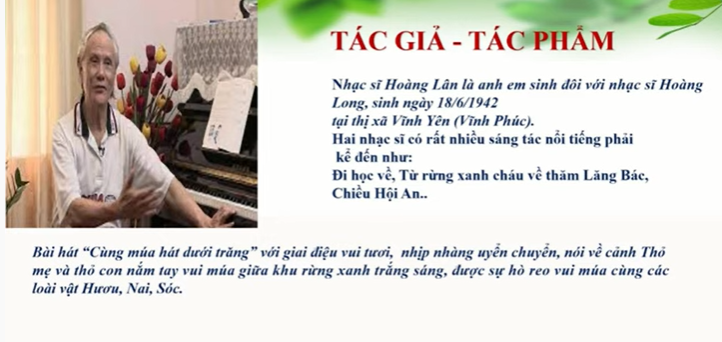 TÁC GIẢ - TÁC PHẨM
Nhạc sĩ Hoàng Lân là anh em sinh đôi với nhạc sĩ Hoàng
Long, sinh ngày 18/6/1942
tại thị xã Vĩnh Yên (Vĩnh Phúc).
Hai nhạc sĩ có rất nhiều sáng tác nổi tiếng phải
kể đến như:
Đi học về, Từ rừng xanh cháu về thăm Lăng Bác,
Chiều Hội An..
Bài hát “Cùng múa hát dưới trăng” với giai điệu vui tươi, nhịp nhàng uyển chuyển, nói về cảnh Thỏ
mẹ và thỏ con nắm tay vui múa giữa khu rừng xanh trăng sáng, được sự hò reo vui múa cùng các
loài vật Hươu, Nai, Sóc.